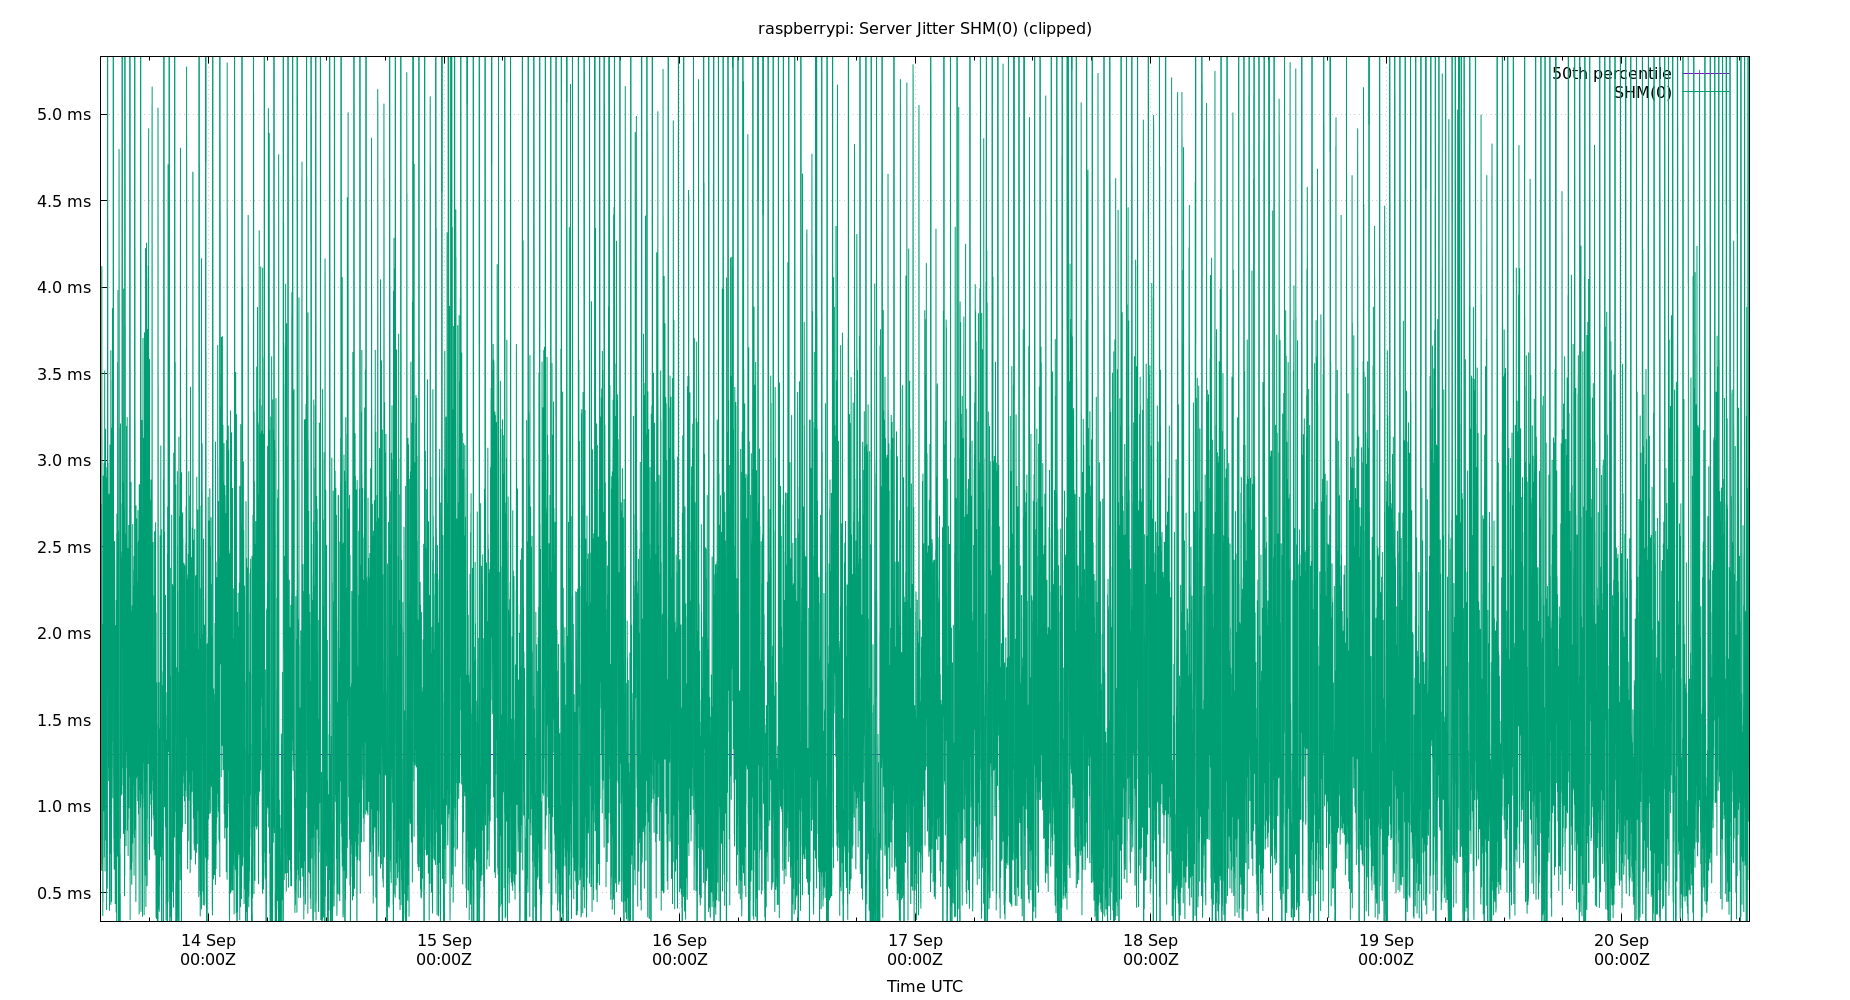 raspberrypi: Server Jitter SHM(0) (clipped)
50th percentile
SHM(0)
5.0 ms
4.5 ms
4.0 ms
3.5 ms
3.0 ms
2.5 ms
2.0 ms
1.5 ms
1.0 ms
0.5 ms
14 Sep 15 Sep 16 Sep 17 Sep 18 Sep 19 Sep 20 Sep
00:00Z 00:00Z 00:00Z 00:00Z 00:00Z 00:00Z 00:00Z
Time UTC